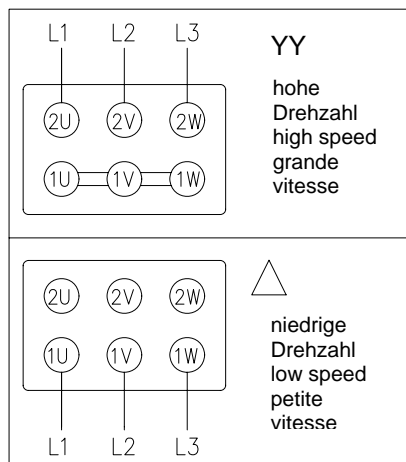 L1 L2 L3
YY
2U 2V 2W
1U 1V 1W
hohe
Drehzahl
high speed
grande
vitesse
2U 2V 2W
1U 1V 1W
L1 L2 L3
niedrige
Drehzahl
low speed
petite
vitesse